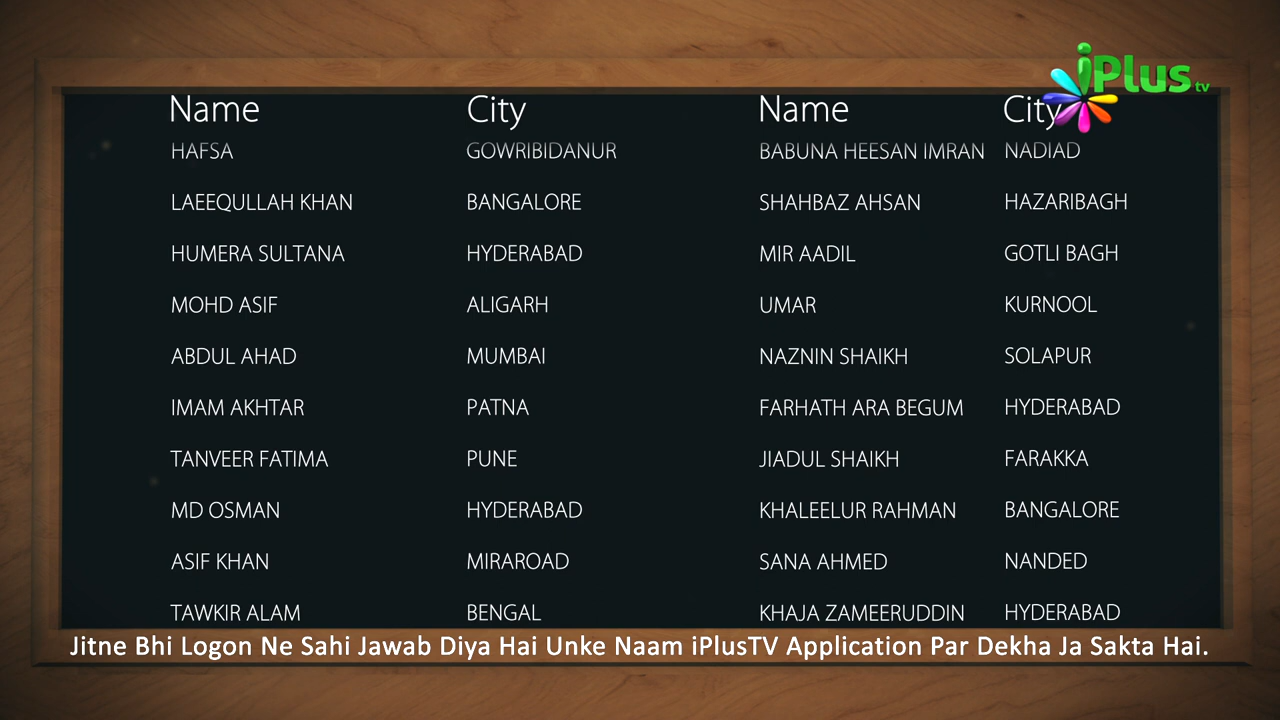 iPlus tv
Name City Name City
HAFSA GOWRIBIDANUR BABUNA HEESAN IMRAN NADIAD
LAEEQULLAH KHAN BANGALORE SHAHBAZ AHSAN HAZARIBAGH
HUMERA SULTANA HYDERABAD MIR AADIL GOTLI BAGH
MOHD ASIF ALIGARH UMAR KURNOOL
ABDUL AHAD MUMBAI NAZNIN SHAIKH SOLAPUR
IMAM AKHTAR PATNA FARHATH ARA BEGUM HYDERABAD
TANVEER FATIMA PUNE JIADUL SHAIKH FARAKKA
MD OSMAN HYDERABAD KHALEELUR RAHMAN BANGALORE
ASIF KHAN MIRAROAD SANA AHMED NANDED
TAWKIR ALAM BENGAL KHAJA ZAMEERUDDIN HYDERABAD
Jitne Bhi Logon Ne Sahi Jawab Diya Hai Unke Naam iPlusTV Application Par Dekha Ja Sakta Hai.